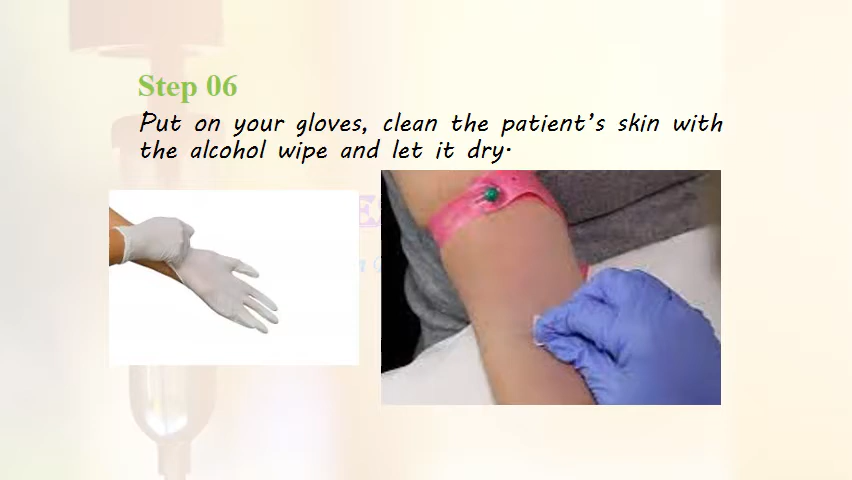 Step 06
Put on your gloves, clean the patient's skin with
the alcohol wipe and let it dry.